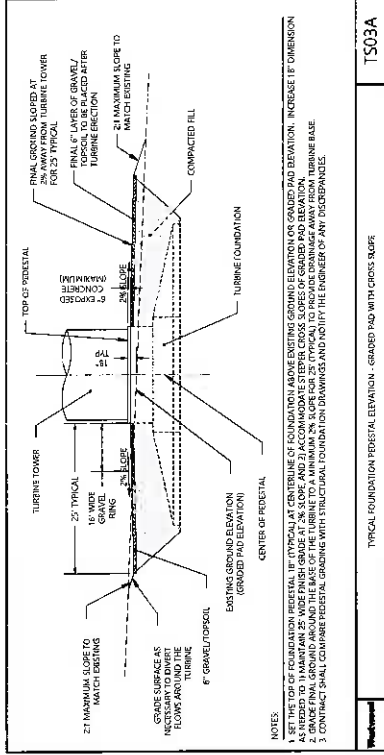 TOP OF PEDESTAL
FINAL GROUND SLOPED AT
2% AWAY FROM TURBINE TOWER
FOR 25' TYPICAL
FINAL 6" LAYER OF GRAVEL/
TOPSOIL TO BE PLACED AFTER
TURBINE ERECTION
2:1 MAXIMUM SLOPE TO
MATCH EXISTING
TURBINE TOWER
25' TYPICAL
16' WIDE
GRAVEL
RING
2% SLOPE
18"
TYP
6" EXPOSED
CONCRETE
(MAXIMUM)
2% SLOPE
2:1 MAXIMUM SLOPE TO
MATCH EXISTING
GRADE SURFACE AS
NECESSARY TO DIVERT
FLOWS AROUND THE
TURBINE
6" GRAVEL/TOPSOIL
EXISTING GROUND ELEVATION
(GRADED PAD ELEVATION)
CENTER OF PEDESTAL
TURBINE FOUNDATION
COMPACTED FILL
NOTES:
1. SET THE TOP OF FOUNDATION PEDESTAL 18" (TYPICAL) AT CENTERLINE OF FOUNDATION ABOVE EXISTING GROUND ELEVATION OR GRADED PAD ELEVATION. INCREASE 18" DIMENSION
AS NEEDED TO 1) MAINTAIN 25' WIDE FINISH GRADE AT 2% SLOPE, AND 2) ACCOMMODATE STEEPER CROSS SLOPES OF GRADED PAD ELEVATION.
2. GRADE FINAL GROUND AROUND THE BASE OF THE TURBINE TO A MINIMUM 2% SLOPE FOR 25' (TYPICAL) TO PROVIDE DRAINAGE AWAY FROM TURBINE BASE.
3. CONTRACT SHALL COMPARE PEDESTAL GRADING WITH STRUCTURAL FOUNDATION DRAWINGS AND NOTIFY THE ENGINEER OF ANY DISCREPANCIES.
Westwood
TYPICAL FOUNDATION PEDESTAL ELEVATION - GRADED PAD WITH CROSS SLOPE
TS03A